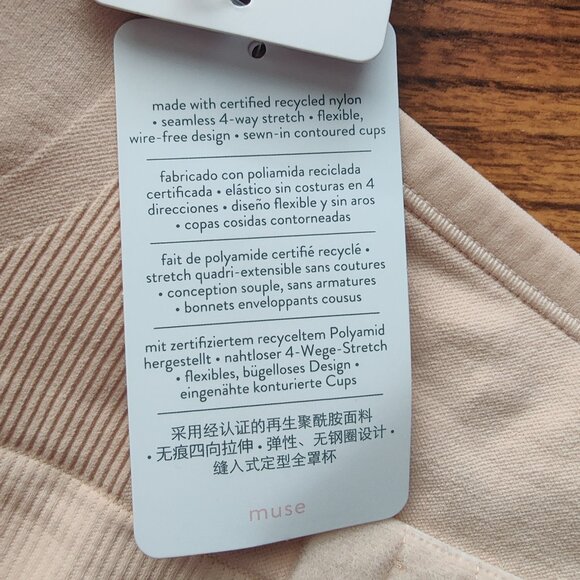 made with certified recycled nylon
• seamless 4-way stretch • flexible,
wire-free design • sewn-in contoured cups
fabricado con poliamida reciclada
certificada • elástico sin costuras en 4
direcciones • diseño flexible y sin aros
• copas cosidas contorneadas
fait de polyamide certifié recyclé •
stretch quadri-extensible sans coutures
• conception souple, sans armatures
• bonnets enveloppants cousus
mit zertifiziertem recyceltem Polyamid
hergestellt • nahtloser 4-Wege-Stretch
• flexibles, bügelloses Design •
eingenähte konturierte Cups
采用经认证的再生聚酰胺面料
• 无痕四向拉伸 • 弹性、无钢圈设计 •
缝入式定型全罩杯
muse